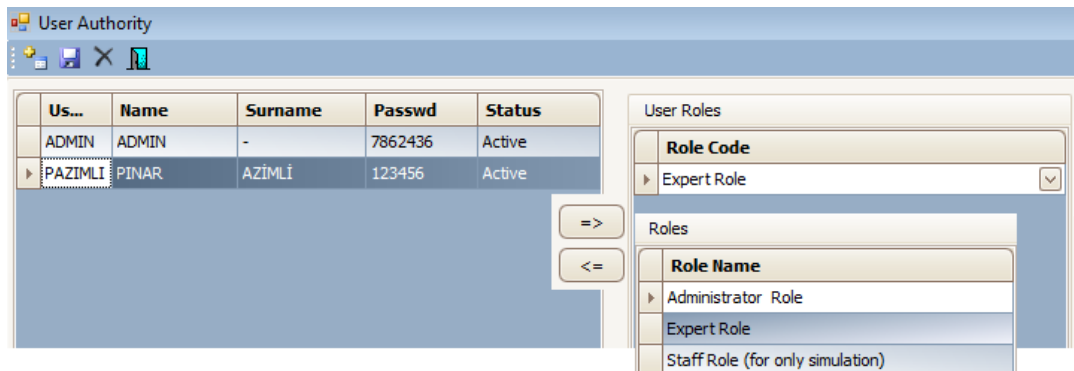 User Authority
Us... Name Surname Passwd Status
ADMIN ADMIN - 7862436 Active
PAZIMLI PINAR AZİMLİ 123456 Active
User Roles
Role Code
Expert Role
=>
<=
Roles
Role Name
Administrator Role
Expert Role
Staff Role (for only simulation)